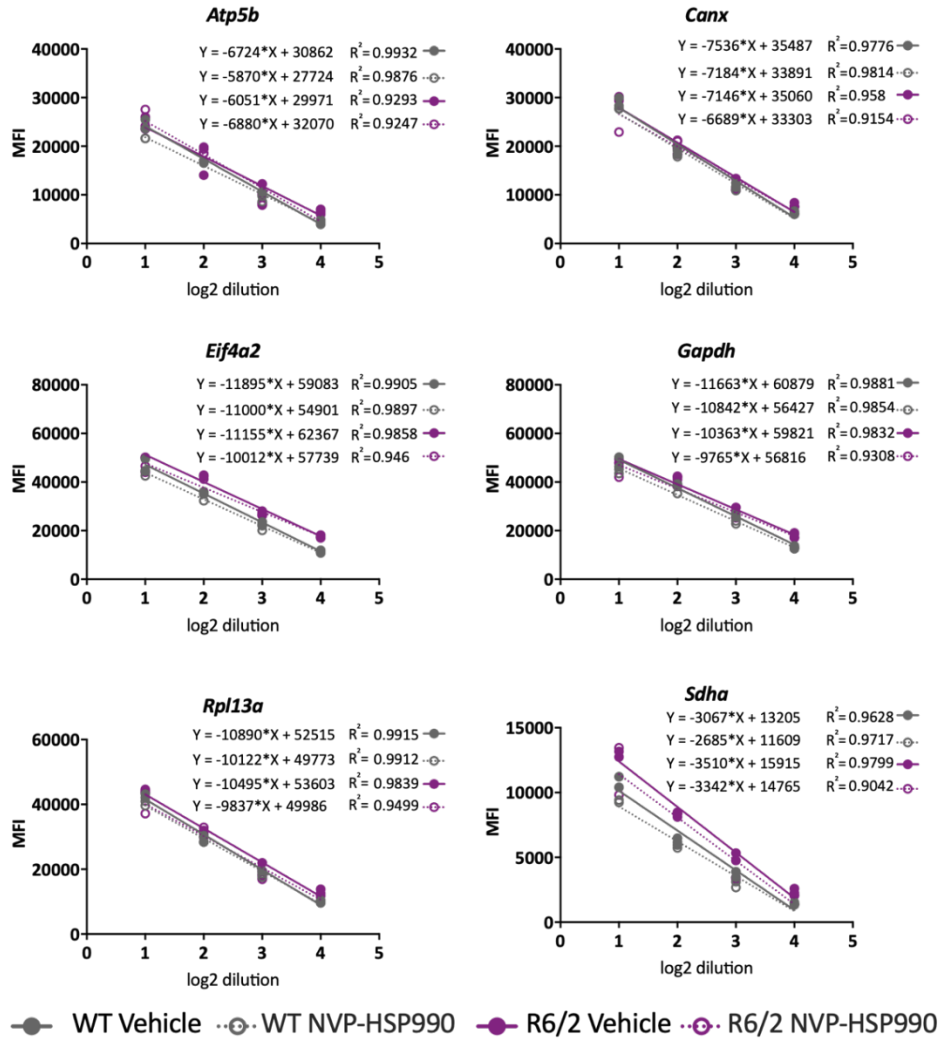 Atp5b
Y = -6724*X + 30862 R²=0.9932
Y = -5870*X + 27724 R²=0.9876
Y = -6051*X + 29971 R²=0.9293
Y = -6880*X + 32070 R²=0.9247
MFI
40000
30000
20000
10000
0
0 1 2 3 4 5
log2 dilution
Canx
Y = -7536*X + 35487 R²=0.9776
Y = -7184*X + 33891 R²=0.9814
Y = -7146*X + 35060 R²=0.958
Y = -6689*X + 33303 R²=0.9154
MFI
40000
30000
20000
10000
0
0 1 2 3 4 5
log2 dilution
Eif4a2
Y = -11895*X + 59083 R²=0.9905
Y = -11000*X + 54901 R²=0.9897
Y = -11155*X + 62367 R²=0.9858
Y = -10012*X + 57739 R²=0.946
MFI
80000
60000
40000
20000
0
0 1 2 3 4 5
log2 dilution
Gapdh
Y = -11663*X + 60879 R²=0.9881
Y = -10842*X + 56427 R²=0.9854
Y = -10363*X + 59821 R²=0.9832
Y = -9765*X + 56816 R²=0.9308
MFI
80000
60000
40000
20000
0
0 1 2 3 4 5
log2 dilution
Rpl13a
Y = -10890*X + 52515 R²=0.9915
Y = -10122*X + 49773 R²=0.9912
Y = -10495*X + 53603 R²=0.9839
Y = -9837*X + 49986 R²=0.9499
MFI
60000
40000
20000
0
0 1 2 3 4 5
log2 dilution
Sdha
Y = -3067*X + 13205 R²=0.9628
Y = -2685*X + 11609 R²=0.9717
Y = -3510*X + 15915 R²=0.9799
Y = -3342*X + 14765 R²=0.9042
MFI
15000
10000
5000
0
0 1 2 3 4 5
log2 dilution
WT Vehicle WT NVP-HSP990 R6/2 Vehicle R6/2 NVP-HSP990